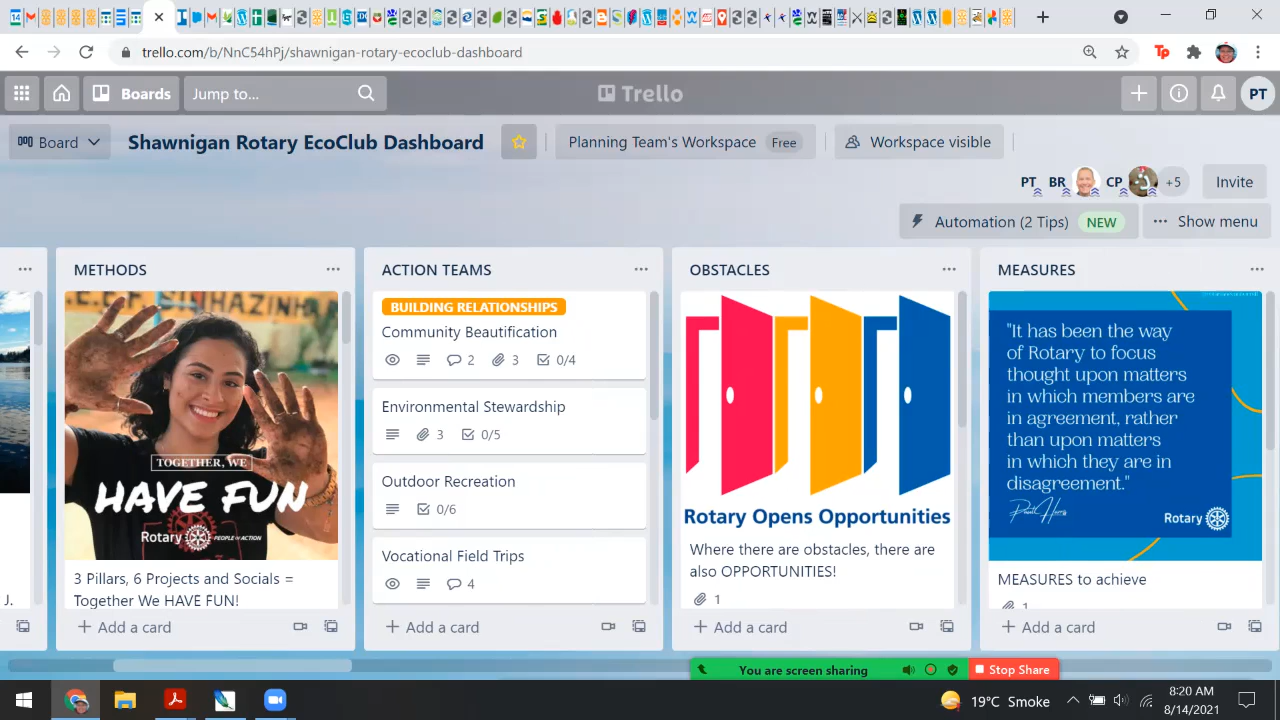 trello.com/b/NnC54hPj/shawnigan-rotary-ecoclub-dashboard
Boards
Jump to...
Trello
PT
Board
Shawnigan Rotary EcoClub Dashboard
Planning Team's Workspace Free
Workspace visible
PT BR CP +5
Invite
Automation (2 Tips) NEW
Show menu
J.
METHODS
TOGETHER, WE
HAVE FUN
Rotary PEOPLE OF ACTION
3 Pillars, 6 Projects and Socials =
Together We HAVE FUN!
Add a card
ACTION TEAMS
BUILDING RELATIONSHIPS
Community Beautification
2 3 0/4
Environmental Stewardship
3 0/5
Outdoor Recreation
0/6
Vocational Field Trips
4
Add a card
OBSTACLES
Rotary Opens Opportunities
Where there are obstacles, there are
also OPPORTUNITIES!
1
Add a card
MEASURES
"It has been the way
of Rotary to focus
thought upon matters
in which members are
in agreement, rather
than upon matters
in which they are in
disagreement."
Rotary
MEASURES to achieve
1
Add a card
You are screen sharing
Stop Share
19°C Smoke
8:20 AM
8/14/2021